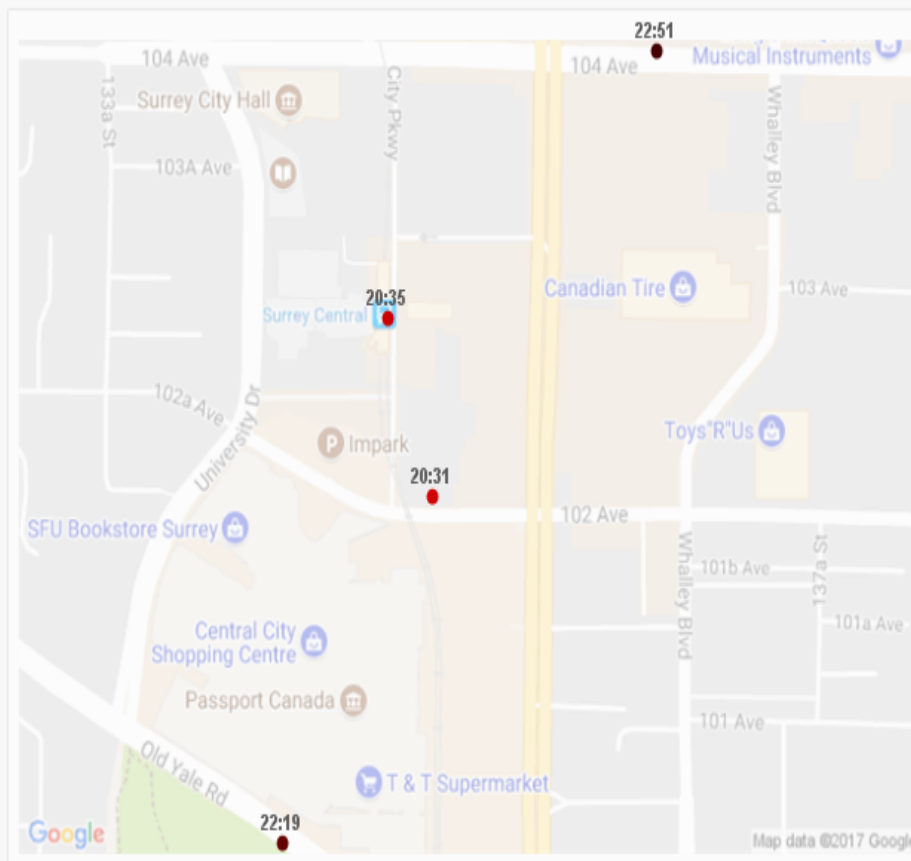 22:51
104 Ave
104 Ave
Musical Instruments
133a St
City Pkwy
Surrey City Hall
Whalley Blvd
103A Ave
20:35
Surrey Central
Canadian Tire
103 Ave
102a Ave
University Dr
Impark
Toys"R"Us
20:31
102 Ave
SFU Bookstore Surrey
Whalley Blvd
137a St
101b Ave
101a Ave
Central City
Shopping Centre
Passport Canada
101 Ave
Old Yale Rd
T & T Supermarket
22:19
Google
Map data ©2017 Google